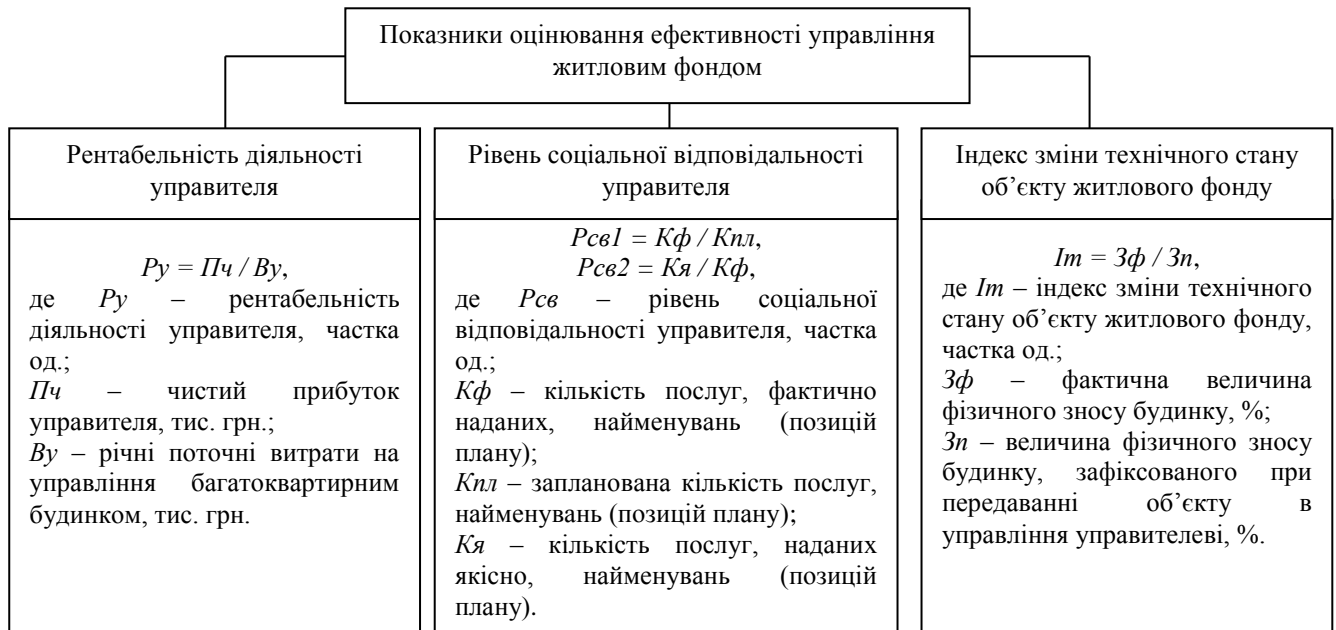 Показники оцінювання ефективності управління
житловим фондом
Рентабельність діяльності
управителя
Ру = Пч / Ву,
де Ру – рентабельність
діяльності управителя, частка
од.;
Пч – чистий прибуток
управителя, тис. грн.;
Ву – річні поточні витрати на
управління багатоквартирним
будинком, тис. грн.
Рівень соціальної відповідальності
управителя
Рсв1 = Кф / Кпл,
Рсв2 = Кя / Кф,
де Рсв – рівень соціальної
відповідальності управителя, частка
од.;
Кф – кількість послуг, фактично
наданих, найменувань (позицій
плану);
Кпл – запланована кількість послуг,
найменувань (позицій плану);
Кя – кількість послуг, наданих
якісно, найменувань (позицій
плану).
Індекс зміни технічного стану
об’єкту житлового фонду
Іт = Зф / Зп,
де Іт – індекс зміни технічного
стану об’єкту житлового фонду,
частка од.;
Зф – фактична величина
фізичного зносу будинку, %;
Зп – величина фізичного зносу
будинку, зафіксованого при
передаванні об’єкту в
управління управителеві, %.